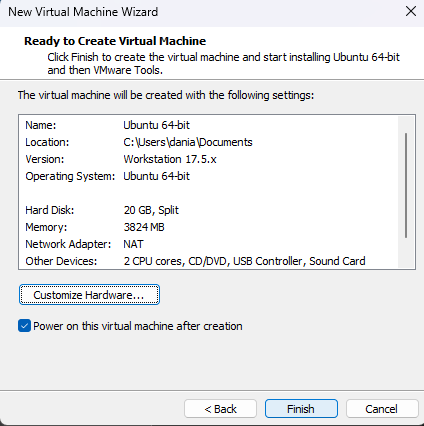 New Virtual Machine Wizard
Ready to Create Virtual Machine
Click Finish to create the virtual machine and start installing Ubuntu 64-bit
and then VMware Tools.
The virtual machine will be created with the following settings:
Name: Ubuntu 64-bit
Location: C:\Users\dania\Documents
Version: Workstation 17.5.x
Operating System: Ubuntu 64-bit
Hard Disk: 20 GB, Split
Memory: 3824 MB
Network Adapter: NAT
Other Devices: 2 CPU cores, CD/DVD, USB Controller, Sound Card
Customize Hardware...
Power on this virtual machine after creation
< Back Finish Cancel